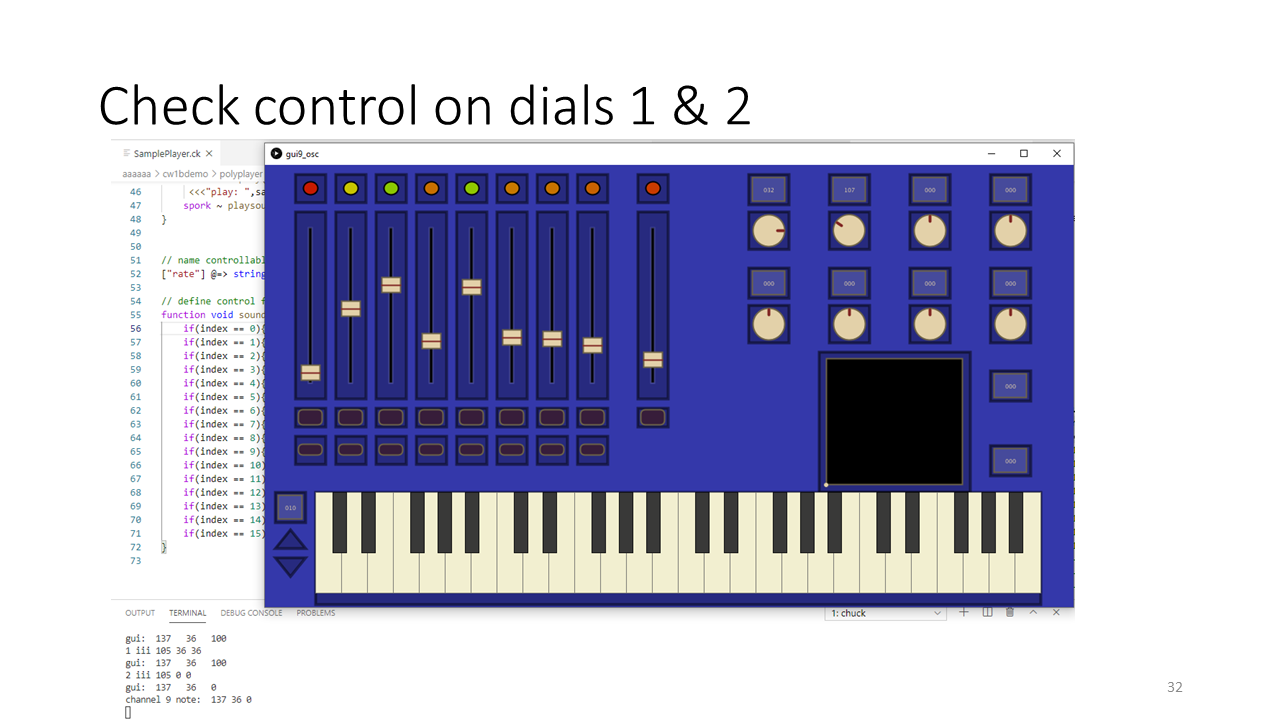 Check control on dials 1 & 2
SamplePlayer.ck
gui9_osc
aaaaaa > cw1bdemo > polyplayer
46 <<<"play: ",sa
47 spork ~ playsou
48 }
49
50
51 // name controllabl
52 ["rate"] @=> string
53
54 // define control f
55 function void sound
56 if(index == 0){
57 if(index == 1){
58 if(index == 2){
59 if(index == 3){
60 if(index == 4){
61 if(index == 5){
62 if(index == 6){
63 if(index == 7){
64 if(index == 8){
65 if(index == 9){
66 if(index == 10)
67 if(index == 11)
68 if(index == 12)
69 if(index == 13)
70 if(index == 14)
71 if(index == 15)
72 }
73
032 107 000 000
000 000 000 000
000
000
010
OUTPUT TERMINAL DEBUG CONSOLE PROBLEMS 1: chuck
gui: 137 36 100
1 iii 105 36 36
gui: 137 36 100
2 iii 105 0 0
gui: 137 36 0
channel 9 note: 137 36 0
32